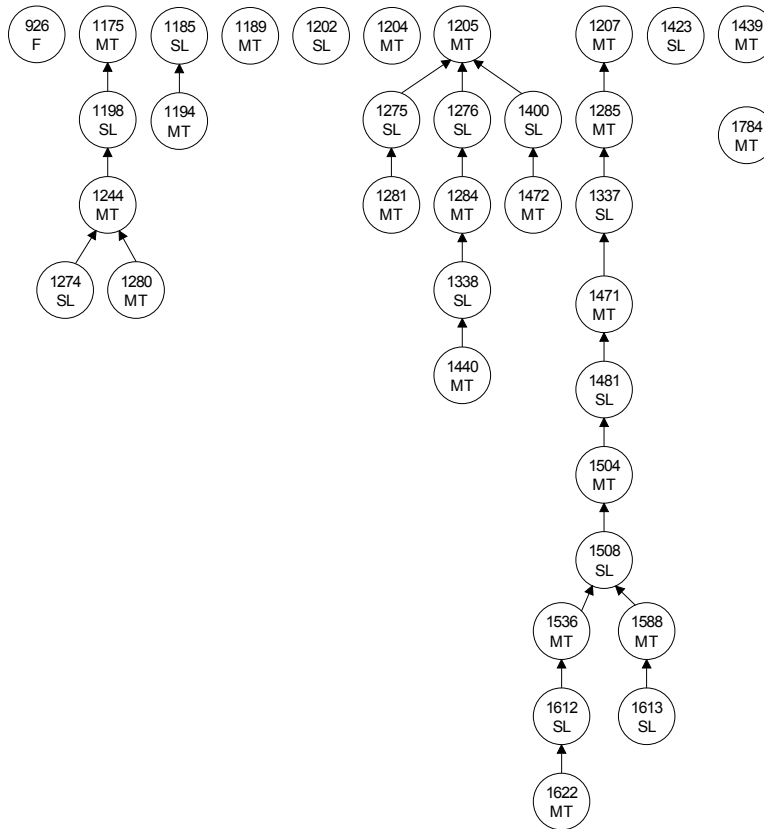 926
F
1175
MT
1185
SL
1189
MT
1202
SL
1204
MT
1205
MT
1207
MT
1423
SL
1439
MT
1198
SL
1194
MT
1275
SL
1276
SL
1400
SL
1285
MT
1784
MT
1244
MT
1281
MT
1284
MT
1472
MT
1337
SL
1274
SL
1280
MT
1338
SL
1471
MT
1440
MT
1481
SL
1504
MT
1508
SL
1536
MT
1588
MT
1612
SL
1613
SL
1622
MT